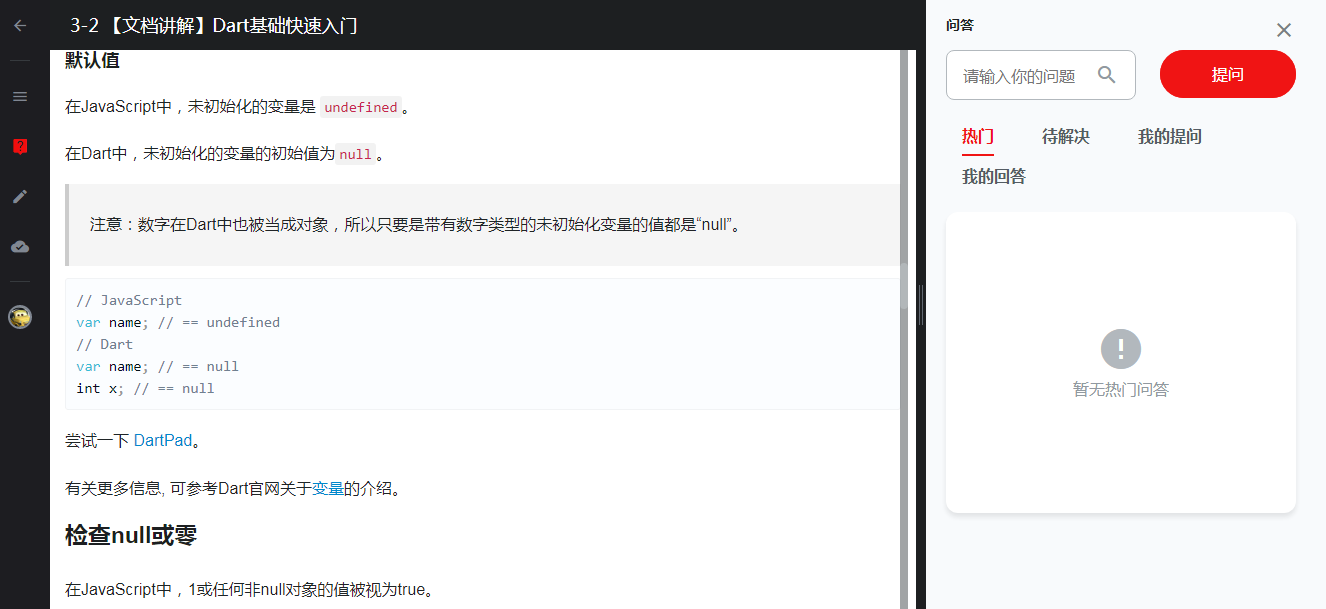 3-2 【文档讲解】Dart基础快速入门
默认值
在JavaScript中，未初始化的变量是 undefined。
在Dart中，未初始化的变量的初始值为null。
注意：数字在Dart中也被当成对象，所以只要是带有数字类型的未初始化变量的值都是“null”。
// JavaScript
var name; // == undefined
// Dart
var name; // == null
int x; // == null
尝试一下 DartPad。
有关更多信息, 可参考Dart官网关于变量的介绍。
检查null或零
在JavaScript中，1或任何非null对象的值被视为true。
问答
请输入你的问题
提问
热门 待解决 我的提问
我的回答
暂无热门问答